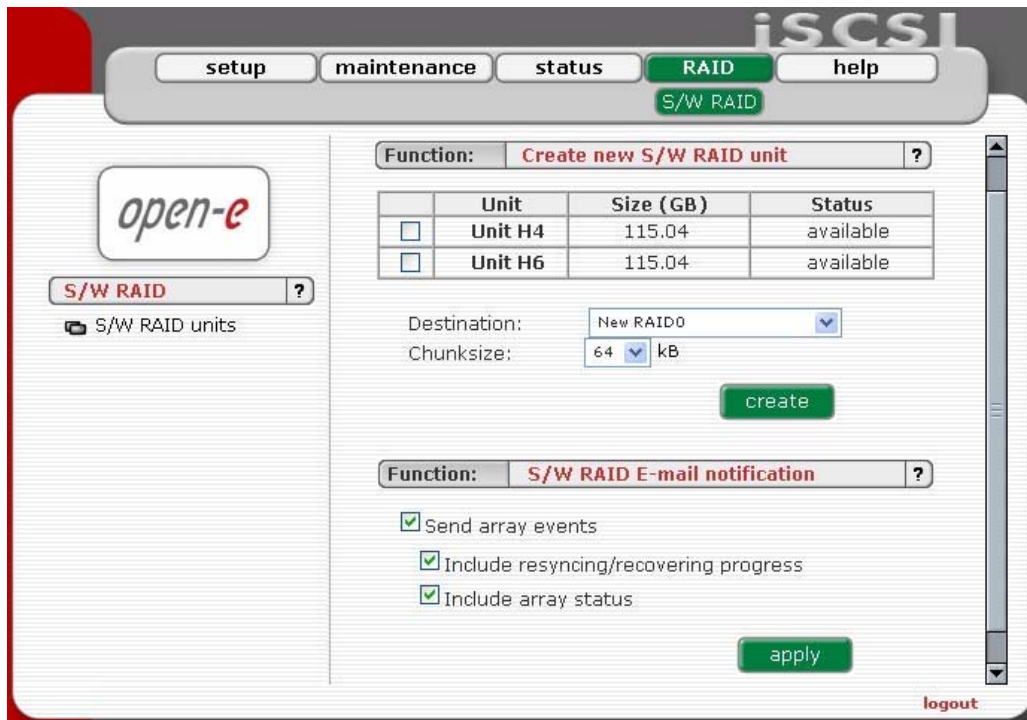 iSCSI
setup maintenance status RAID help
S/W RAID
open-e
S/W RAID ?
S/W RAID units
Function: Create new S/W RAID unit ?
Unit Size (GB) Status
Unit H4 115.04 available
Unit H6 115.04 available
Destination: New RAID0
Chunksize: 64 kB
create
Function: S/W RAID E-mail notification ?
Send array events
Include resyncing/recovering progress
Include array status
apply
logout